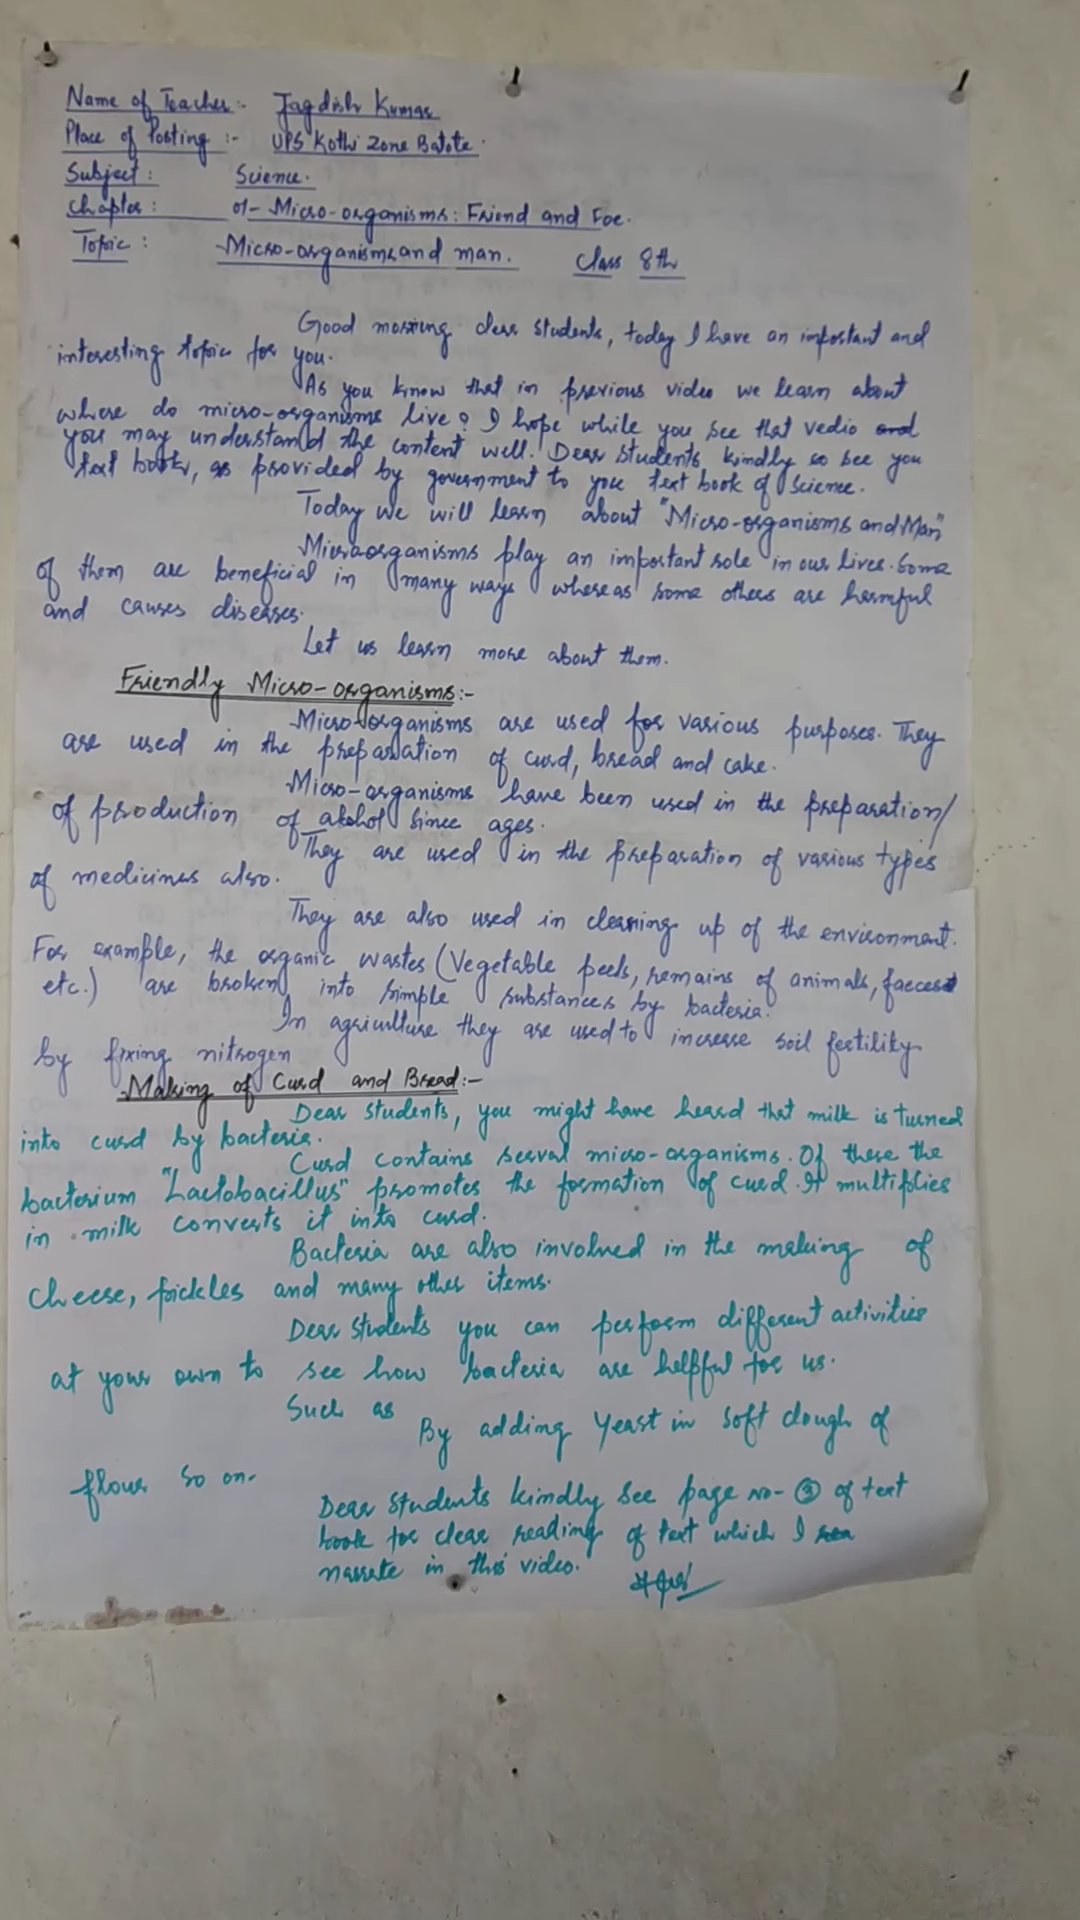 Name of Teacher:- Jagdish Kumar
Place of Posting :- UPS Kothi Zone Batote.
Subject : Science.
Chapter : 01- Micro-organisms: Friend and Foe.
Topic : Micro-organisms and man. Class 8th
Good morning dear students, today I have an important and
interesting topic for you.
As you know that in previous video we learn about
where do micro-organisms live? I hope while you see that vedio and
you may understand the content well. Dear students kindly so see you
text book, as provided by government to you text book of science.
Today we will learn about "Micro-organisms and Man"
Microorganisms play an important role in our lives. Some
of them are beneficial in many ways whereas some others are harmful
and causes diseases.
Let us learn more about them.
Friendly Micro-organisms:-
Micro-organisms are used for various purposes. They
are used in the preparation of curd, bread and cake.
Micro-organisms have been used in the preparation/
of production of alcohol since ages.
They are used in the preparation of various types
of medicines also.
They are also used in cleaning up of the environment.
For example, the organic wastes (Vegetable peels, remains of animals, faeces
etc.) are broken into simple substances by bacteria.
In agriculture they are used to increase soil fertility
by fixing nitrogen
Making of Curd and Bread:-
Dear students, you might have heard that milk is turned
into curd by bacteria.
Curd contains serval micro-organisms. Of these the
bacterium "Lactobacillus" promotes the formation of curd. It multiplies
in milk converts it into curd.
Bacteria are also involved in the making of
cheese, pickles and many other items.
Dear students you can perform different activities
at your own to see how bacteria are helpful for us.
Such as By adding yeast in soft dough of
flour so on-
Dear students kindly see page no- 3 of text
book for clear reading of text which I
narrate in this video.